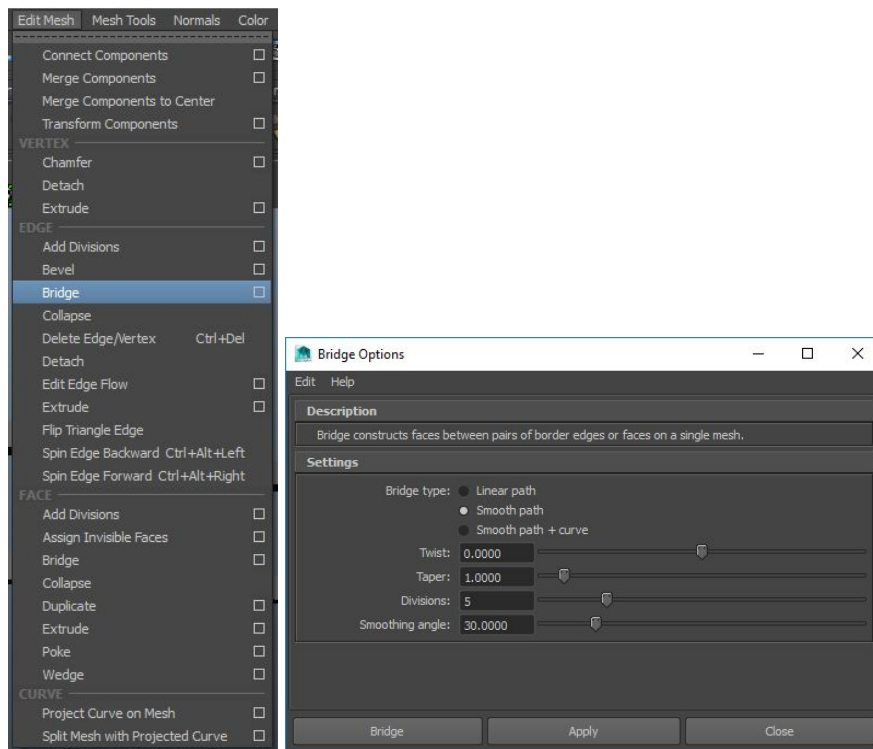 Edit Mesh Mesh Tools Normals Color
Connect Components
Merge Components
Merge Components to Center
Transform Components
VERTEX
Chamfer
Detach
Extrude
EDGE
Add Divisions
Bevel
Bridge
Collapse
Delete Edge/Vertex Ctrl+Del
Detach
Edit Edge Flow
Extrude
Flip Triangle Edge
Spin Edge Backward Ctrl+Alt+Left
Spin Edge Forward Ctrl+Alt+Right
FACE
Add Divisions
Assign Invisible Faces
Bridge
Collapse
Duplicate
Extrude
Poke
Wedge
CURVE
Project Curve on Mesh
Split Mesh with Projected Curve
Bridge Options
Edit Help
Description
Bridge constructs faces between pairs of border edges or faces on a single mesh.
Settings
Bridge type: Linear path
Smooth path
Smooth path + curve
Twist: 0.0000
Taper: 1.0000
Divisions: 5
Smoothing angle: 30.0000
Bridge Apply Close